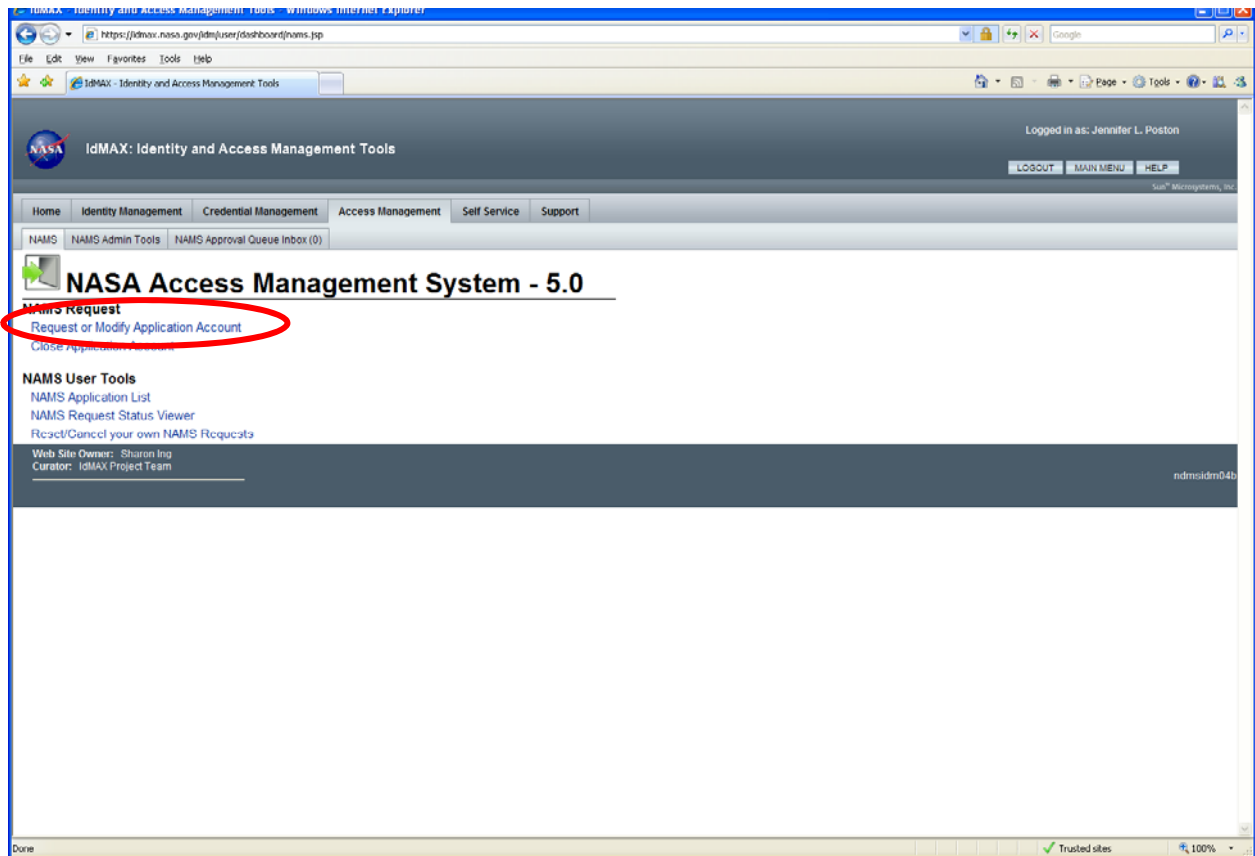 IdMAX - Identity and Access Management Tools - Windows Internet Explorer
https://idmax.nasa.gov/idm/user/dashboard/nams.jsp
Google
File Edit View Favorites Tools Help
IdMAX - Identity and Access Management Tools
Page Tools
Logged in as: Jennifer L. Poston
NASA
IdMAX: Identity and Access Management Tools
LOGOUT MAIN MENU HELP
Sun™ Microsystems, Inc.
Home Identity Management Credential Management Access Management Self Service Support
NAMS NAMS Admin Tools NAMS Approval Queue Inbox (0)
NASA Access Management System - 5.0
NAMS Request
Request or Modify Application Account
Close Application Account
NAMS User Tools
NAMS Application List
NAMS Request Status Viewer
Reset/Cancel your own NAMS Requests
Web Site Owner: Sharon Ing
Curator: IdMAX Project Team
ndmsidm04b
Done
Trusted sites
100%